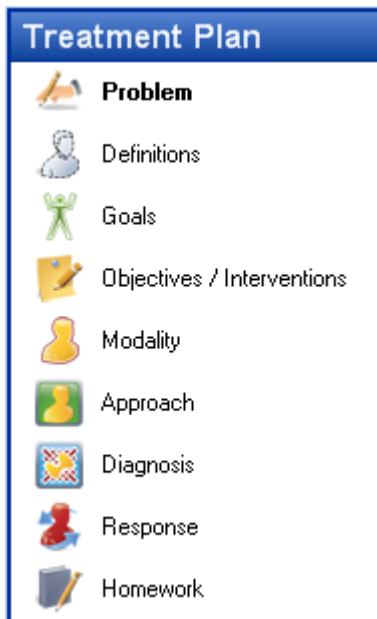 Treatment Plan
Problem
Definitions
Goals
Objectives / Interventions
Modality
Approach
Diagnosis
Response
Homework